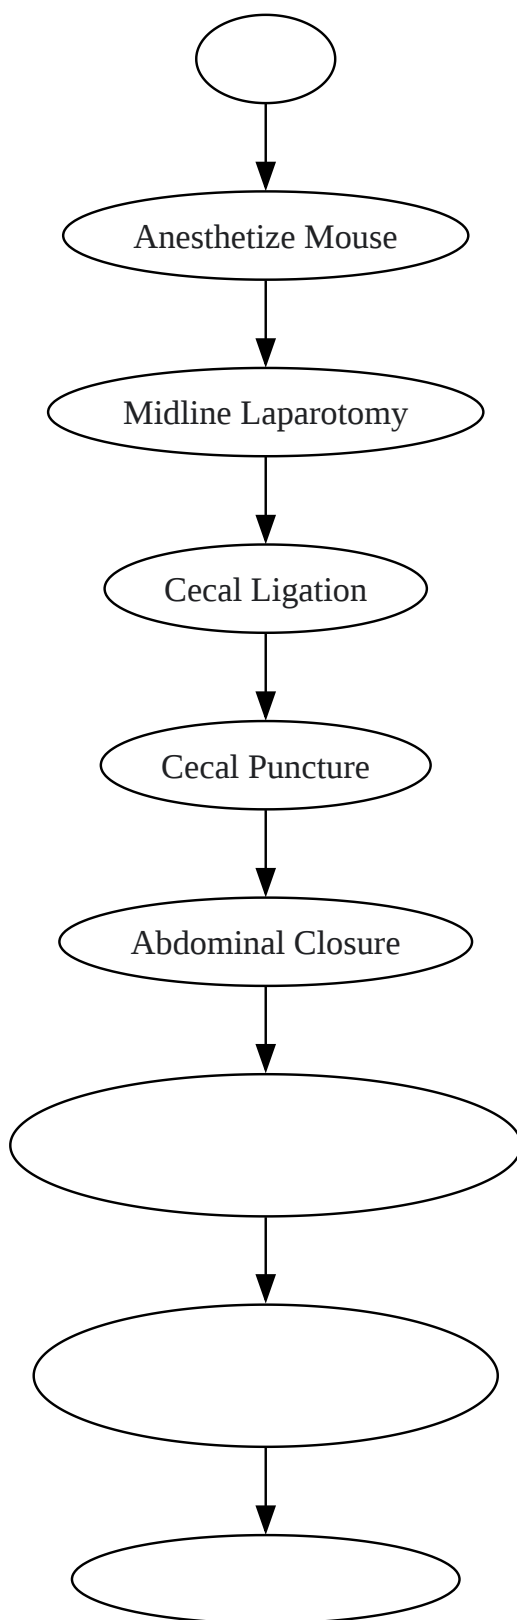 Anesthetize Mouse
Midline Laparotomy
Cecal Ligation
Cecal Puncture
Abdominal Closure